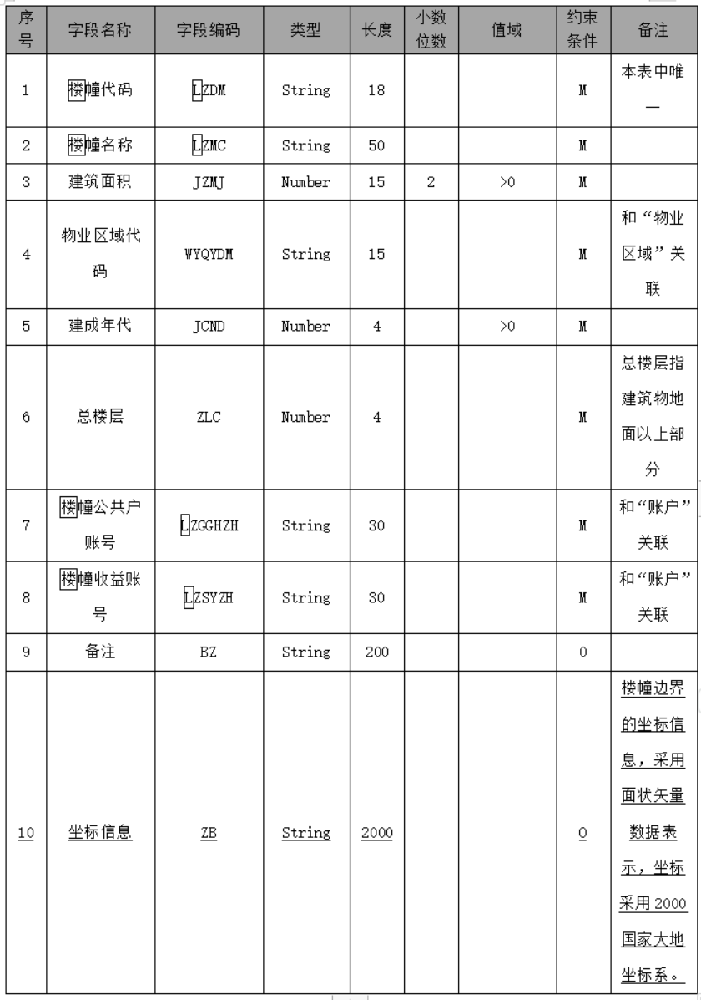 序号 字段名称 字段编码 类型 长度 小数位数 值域 约束条件 备注
1 楼幢代码 LZDM String 18 M 本表中唯一
2 楼幢名称 LZMC String 50 M
3 建筑面积 JZMJ Number 15 2 >0 M
4 物业区域代码 WYQYDM String 15 M 和“物业区域”关联
5 建成年代 JCND Number 4 >0 M
6 总楼层 ZLC Number 4 M 总楼层指建筑物地面以上部分
7 楼幢公共户账号 LZGGHZH String 30 M 和“账户”关联
8 楼幢收益账号 LZSYZH String 30 M 和“账户”关联
9 备注 BZ String 200 O
10 坐标信息 ZB String 2000 O 楼幢边界的坐标信息，采用面状矢量数据表示，坐标采用2000国家大地坐标系。